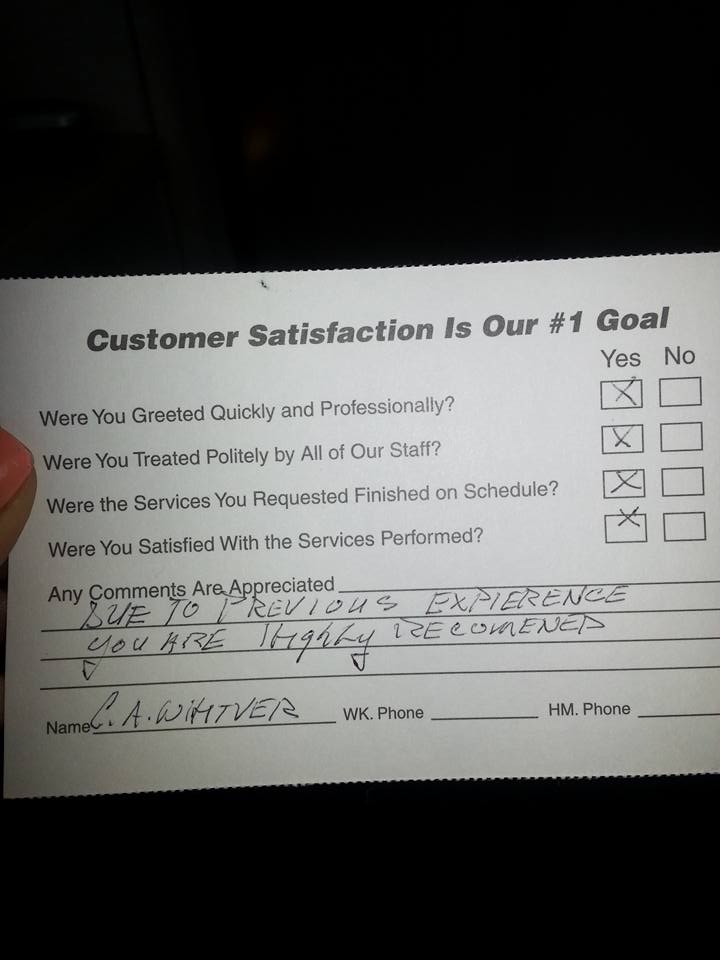 Customer Satisfaction Is Our #1 Goal
Yes No
Were You Greeted Quickly and Professionally?
Were You Treated Politely by All of Our Staff?
Were the Services You Requested Finished on Schedule?
Were You Satisfied With the Services Performed?
Any Comments Are Appreciated
DUE TO PREVIOUS EXPIERENCE
YOU ARE HIGHLY RECOMENED
Name C. A. WHITVER WK. Phone HM. Phone